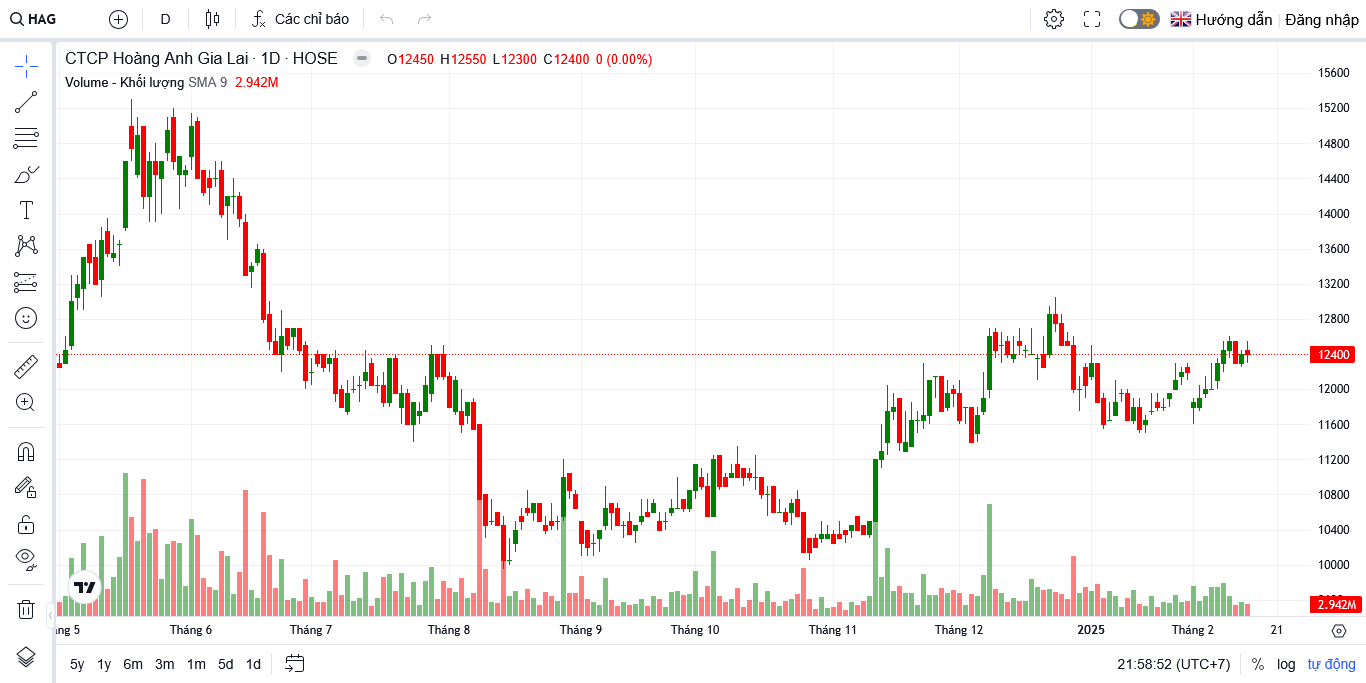 HAG D Các chỉ báo Hướng dẫn Đăng nhập
CTCP Hoàng Anh Gia Lai · 1D · HOSE O12450 H12550 L12300 C12400 0 (0.00%)
Volume - Khối lượng SMA 9 2.942M
15600
15200
14800
14400
14000
13600
13200
12800
12400
12000
11600
11200
10800
10400
10000
2.942M
ng 5 Tháng 6 Tháng 7 Tháng 8 Tháng 9 Tháng 10 Tháng 11 Tháng 12 2025 Tháng 2 21
5y 1y 6m 3m 1m 5d 1d 21:58:52 (UTC+7) % log tự động